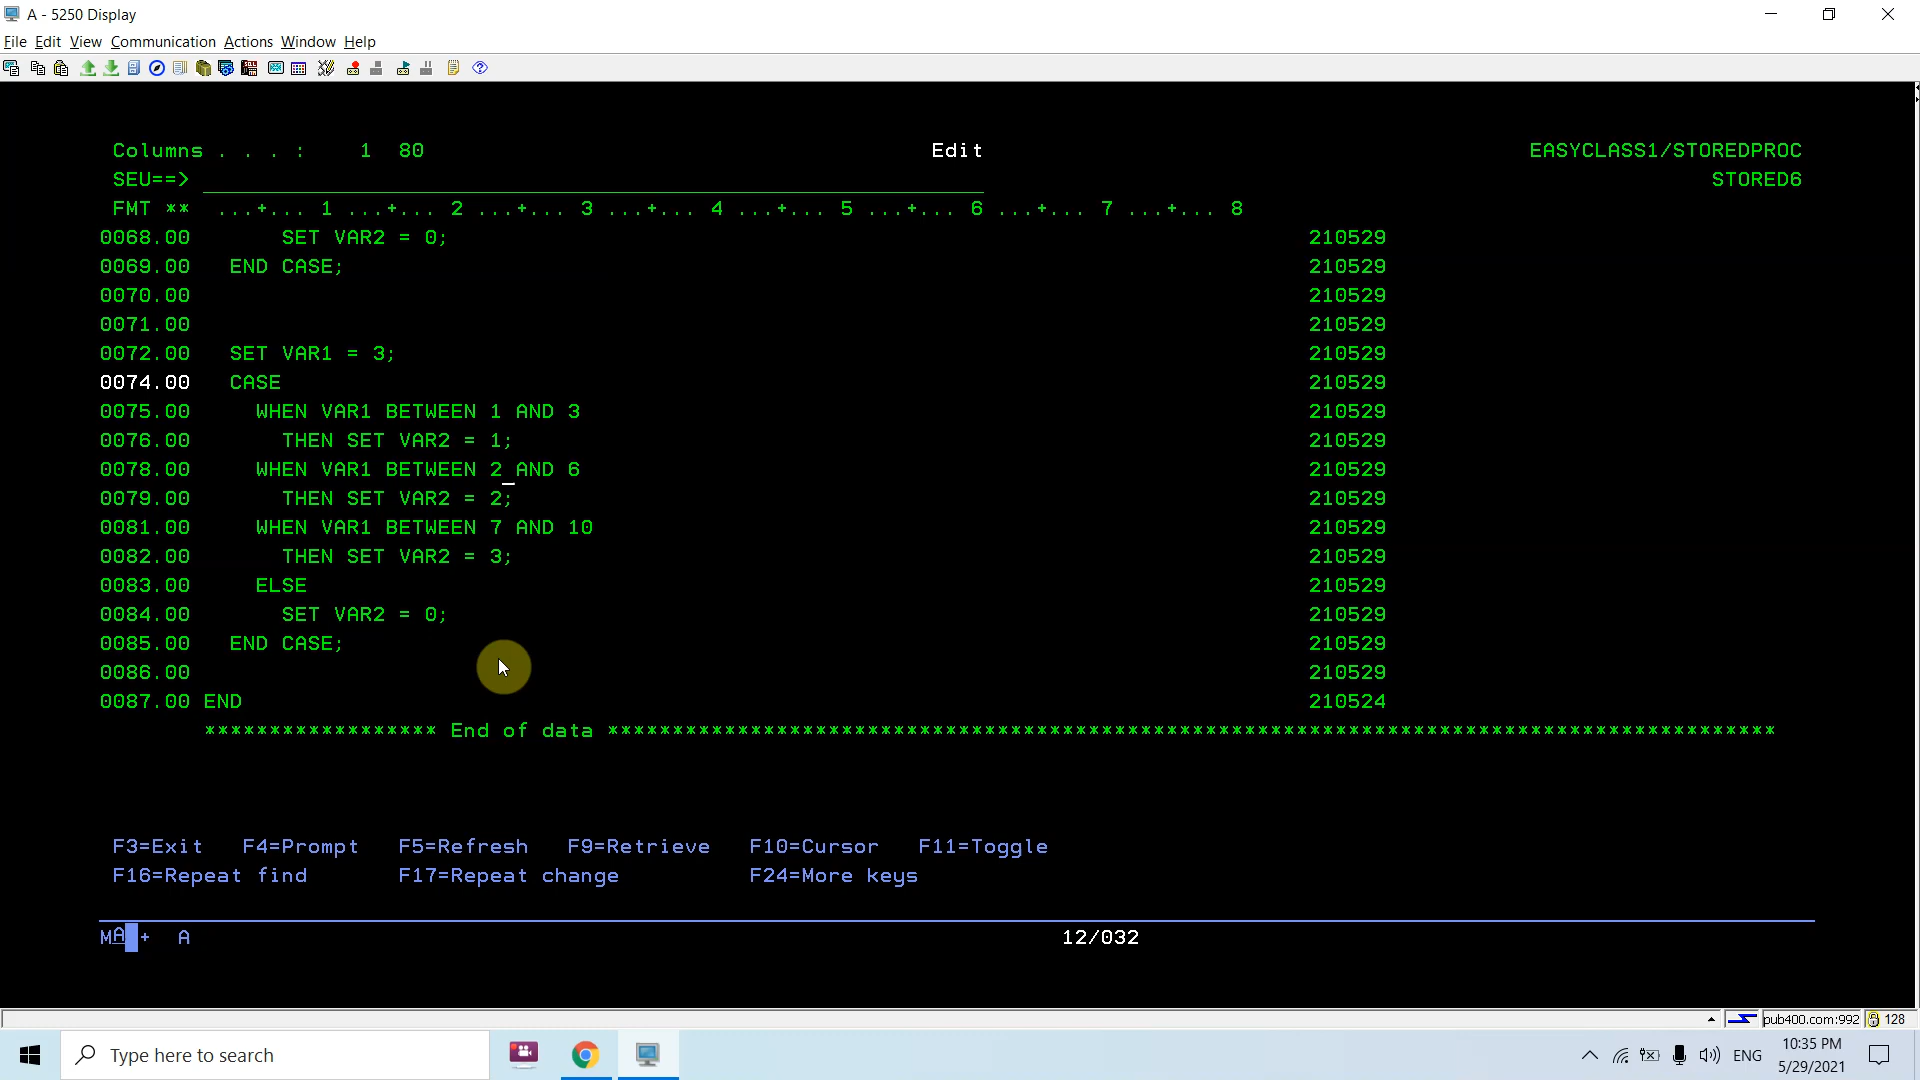 A - 5250 Display
File Edit View Communication Actions Window Help
Columns . . . : 1 80 Edit EASYCLASS1/STOREDPROC
SEU==> STORED6
FMT ** ...+... 1 ...+... 2 ...+... 3 ...+... 4 ...+... 5 ...+... 6 ...+... 7 ...+... 8
0068.00 SET VAR2 = 0; 210529
0069.00 END CASE; 210529
0070.00 210529
0071.00 210529
0072.00 SET VAR1 = 3; 210529
0074.00 CASE 210529
0075.00 WHEN VAR1 BETWEEN 1 AND 3 210529
0076.00 THEN SET VAR2 = 1; 210529
0078.00 WHEN VAR1 BETWEEN 2 AND 6 210529
0079.00 THEN SET VAR2 = 2; 210529
0081.00 WHEN VAR1 BETWEEN 7 AND 10 210529
0082.00 THEN SET VAR2 = 3; 210529
0083.00 ELSE 210529
0084.00 SET VAR2 = 0; 210529
0085.00 END CASE; 210529
0086.00 210529
0087.00 END 210524
****************** End of data ******************************************************************************************
F3=Exit F4=Prompt F5=Refresh F9=Retrieve F10=Cursor F11=Toggle
F16=Repeat find F17=Repeat change F24=More keys
MA + A 12/032
pub400.com:992 128
Type here to search ENG 10:35 PM
5/29/2021